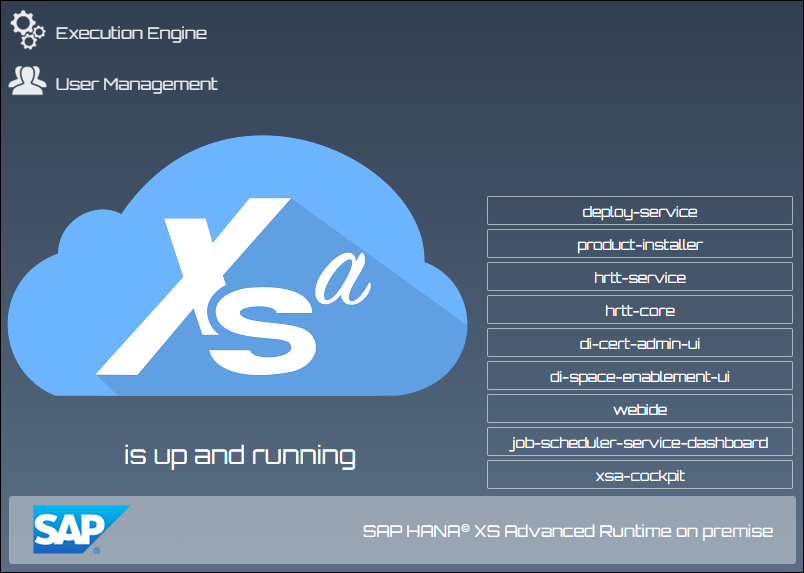 Execution Engine
User Management
XSa
is up and running
deploy-service
product-installer
hrtt-service
hrtt-core
di-cert-admin-ui
di-space-enablement-ui
webide
job-scheduler-service-dashboard
xsa-cockpit
SAP®
SAP HANA® XS Advanced Runtime on premise